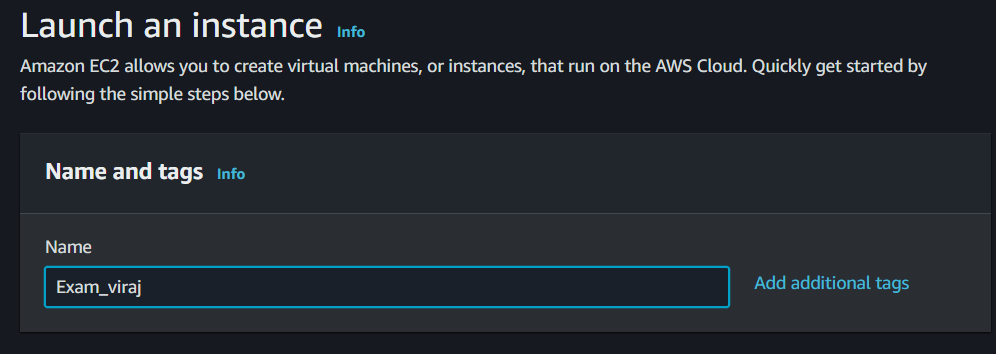 Launch an instance Info
Amazon EC2 allows you to create virtual machines, or instances, that run on the AWS Cloud. Quickly get started by
following the simple steps below.
Name and tags Info
Name
Exam_viraj
Add additional tags